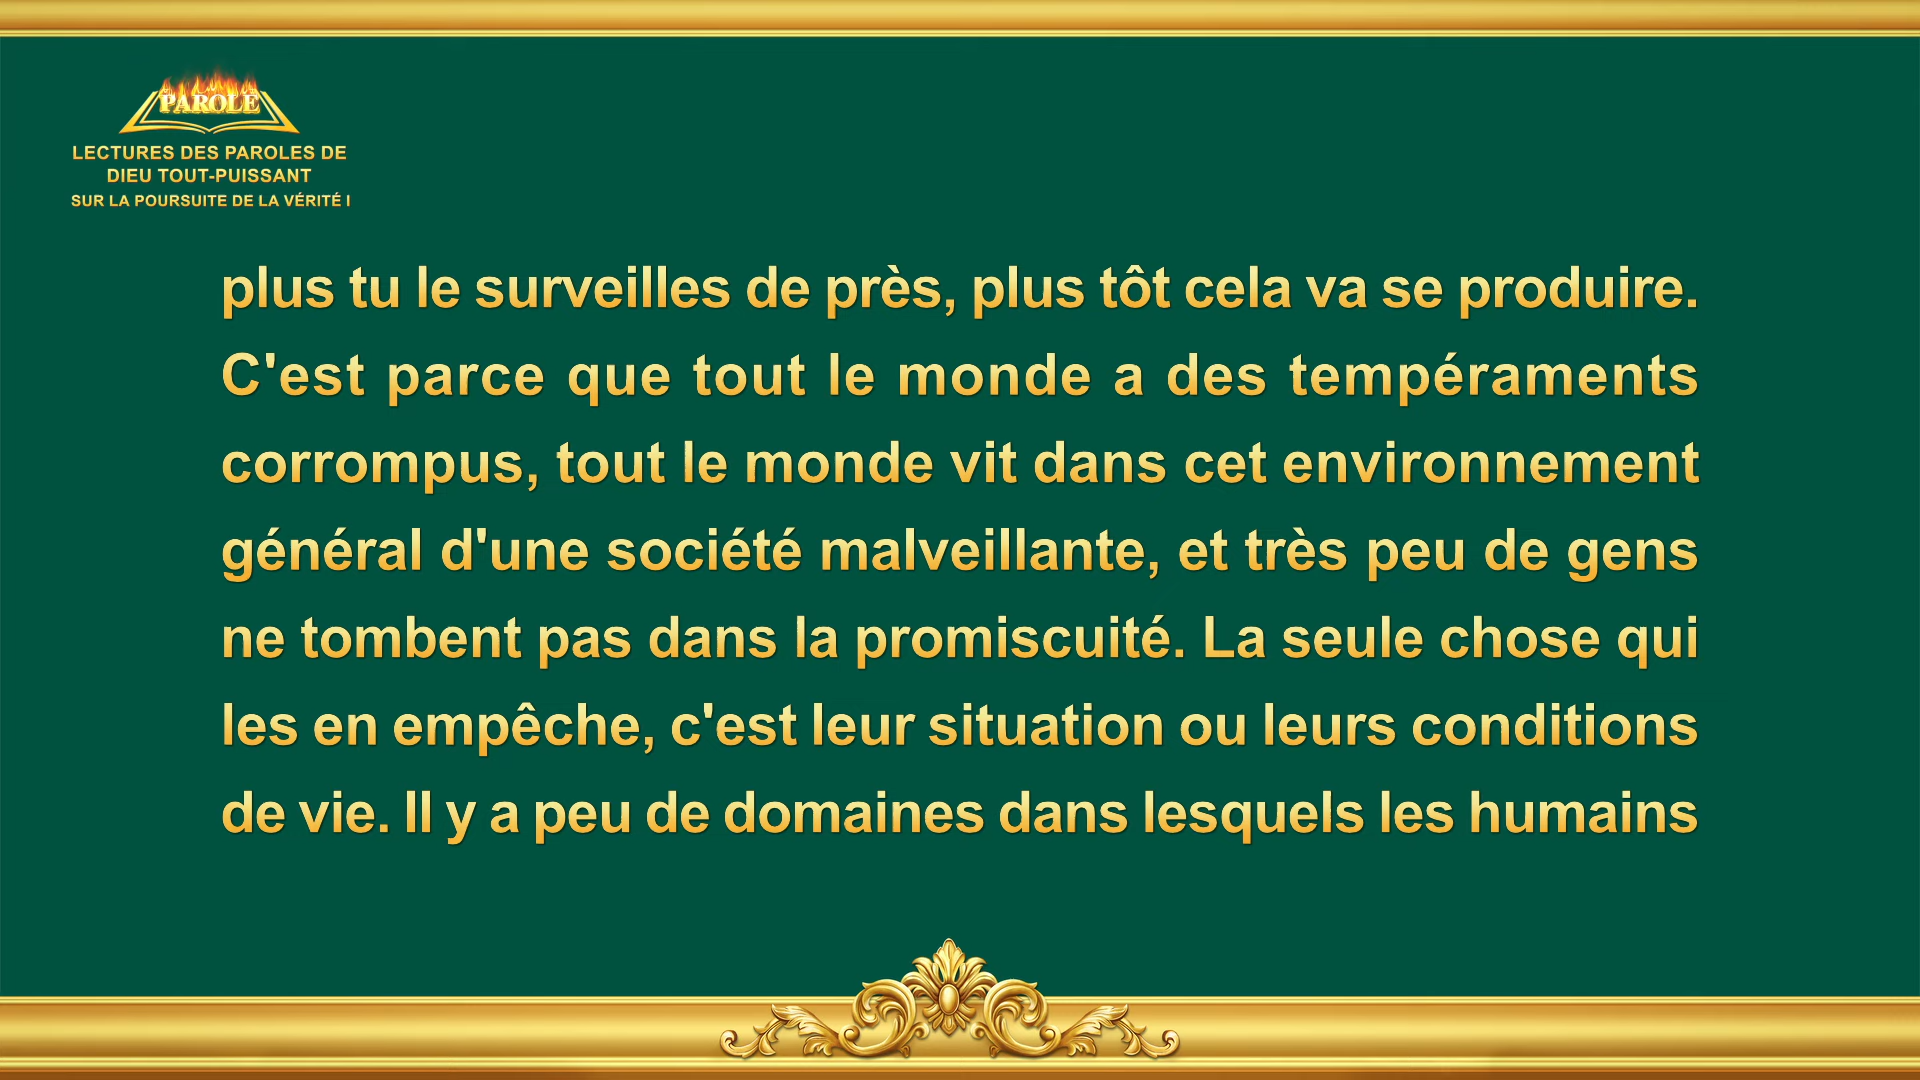 PAROLE
LECTURES DES PAROLES DE
DIEU TOUT-PUISSANT
SUR LA POURSUITE DE LA VÉRITÉ I
plus tu le surveilles de près, plus tôt cela va se produire.
C'est parce que tout le monde a des tempéraments
corrompus, tout le monde vit dans cet environnement
général d'une société malveillante, et très peu de gens
ne tombent pas dans la promiscuité. La seule chose qui
les en empêche, c'est leur situation ou leurs conditions
de vie. Il y a peu de domaines dans lesquels les humains